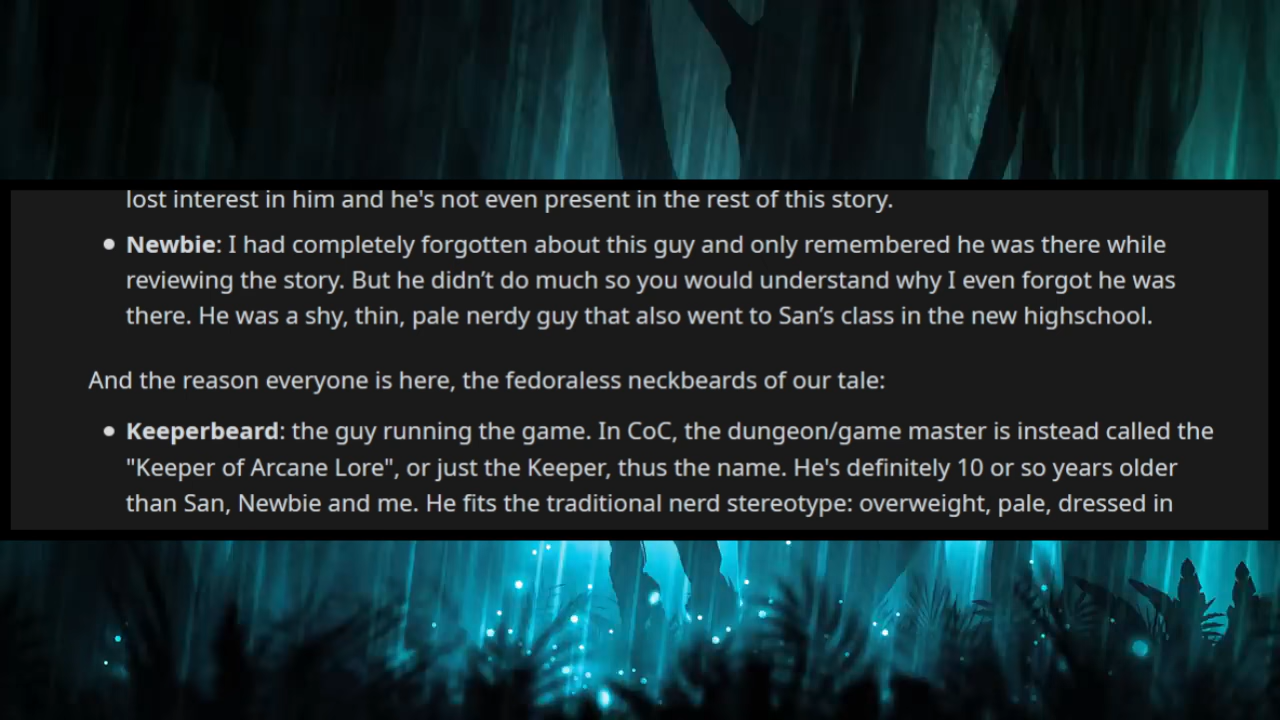 lost interest in him and he's not even present in the rest of this story.
Newbie: I had completely forgotten about this guy and only remembered he was there while
reviewing the story. But he didn’t do much so you would understand why I even forgot he was
there. He was a shy, thin, pale nerdy guy that also went to San’s class in the new highschool.
And the reason everyone is here, the fedoraless neckbeards of our tale:
Keeperbeard: the guy running the game. In CoC, the dungeon/game master is instead called the
"Keeper of Arcane Lore", or just the Keeper, thus the name. He's definitely 10 or so years older
than San, Newbie and me. He fits the traditional nerd stereotype: overweight, pale, dressed in